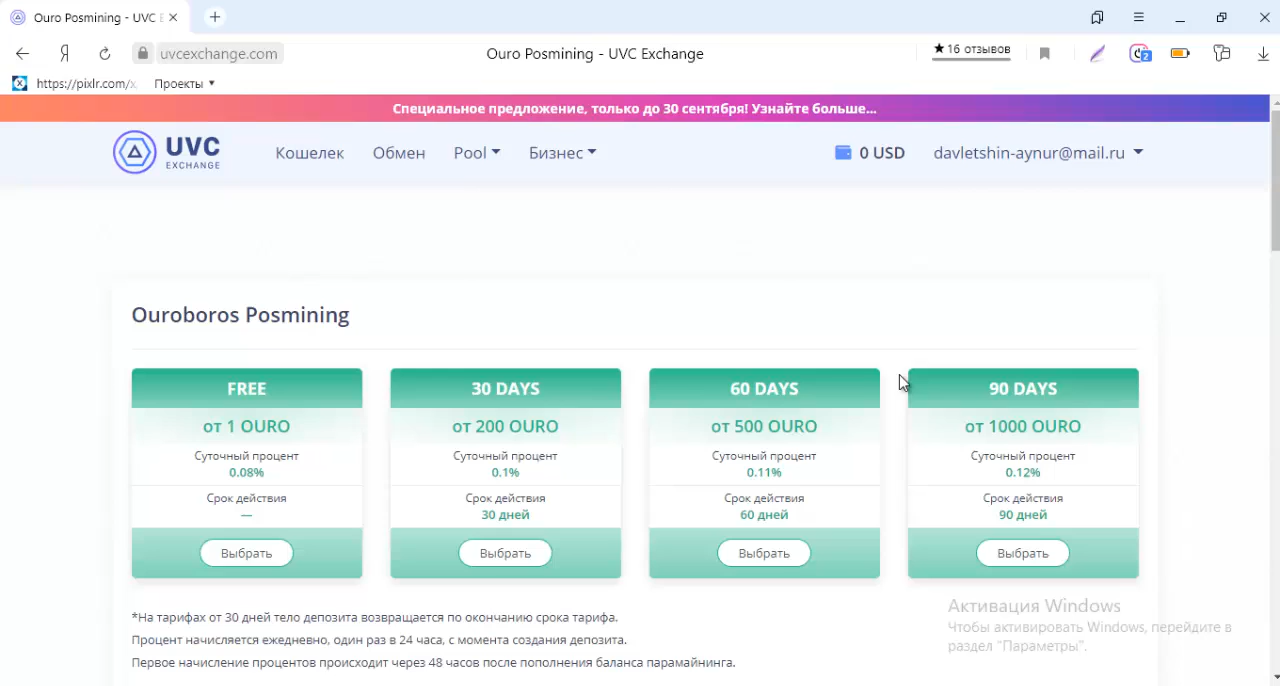 Ouro Posmining - UVC E
uvcexchange.com
Ouro Posmining - UVC Exchange
★16 отзывов
2
https://pixlr.com/x
Проекты
Специальное предложение, только до 30 сентября! Узнайте больше...
UVC
EXCHANGE
Кошелек
Обмен
Pool
Бизнес
0 USD
davletshin-aynur@mail.ru
Ouroboros Posmining
FREE
от 1 OURO
Суточный процент
0.08%
Срок действия
—
Выбрать
30 DAYS
от 200 OURO
Суточный процент
0.1%
Срок действия
30 дней
Выбрать
60 DAYS
от 500 OURO
Суточный процент
0.11%
Срок действия
60 дней
Выбрать
90 DAYS
от 1000 OURO
Суточный процент
0.12%
Срок действия
90 дней
Выбрать
*На тарифах от 30 дней тело депозита возвращается по окончанию срока тарифа.
Процент начисляется ежедневно, один раз в 24 часа, с момента создания депозита.
Первое начисление процентов происходит через 48 часов после пополнения баланса парамайнинга.
Активация Windows
Чтобы активировать Windows, перейдите в
раздел "Параметры".